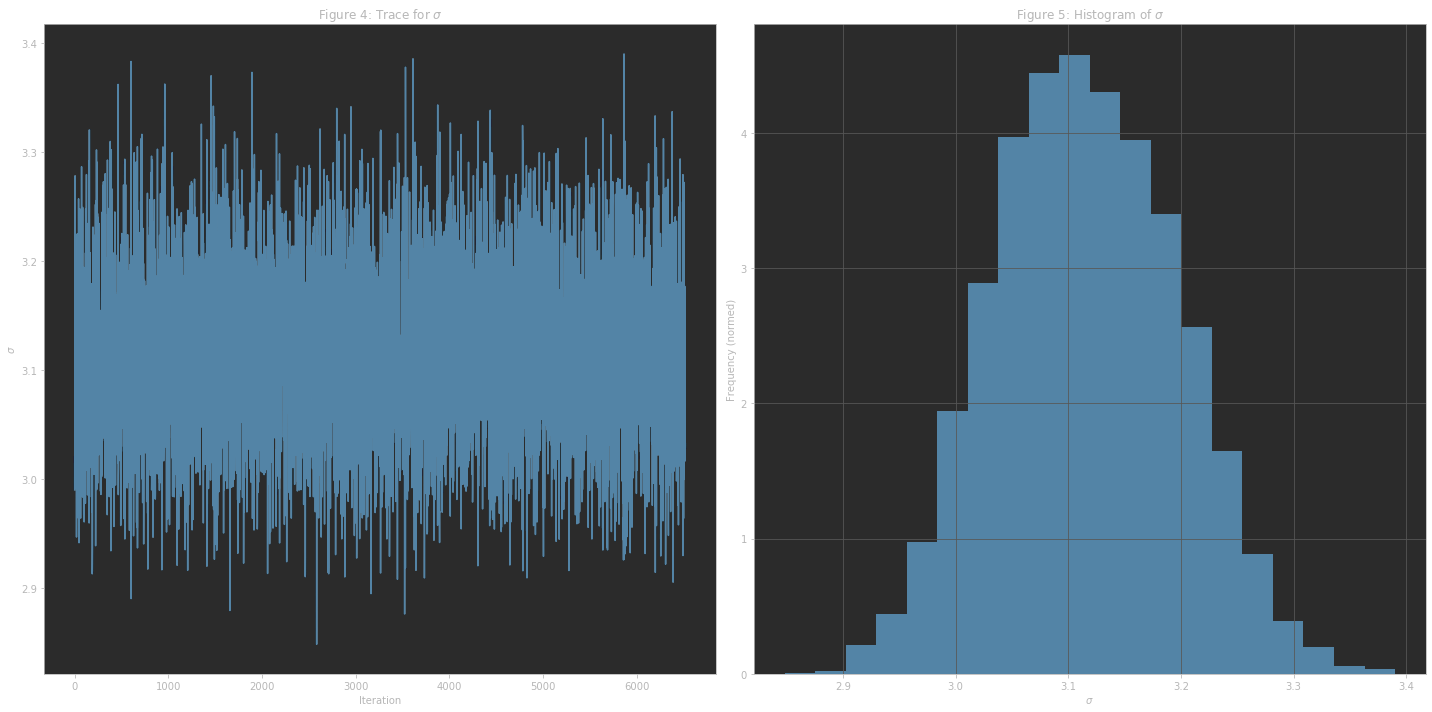 Figure 4: Trace for σ
σ
3.4
3.3
3.2
3.1
3.0
2.9
0 1000 2000 3000 4000 5000 6000
Iteration
Figure 5: Histogram of σ
Frequency (normed)
4
3
2
1
0
2.9 3.0 3.1 3.2 3.3 3.4
σ